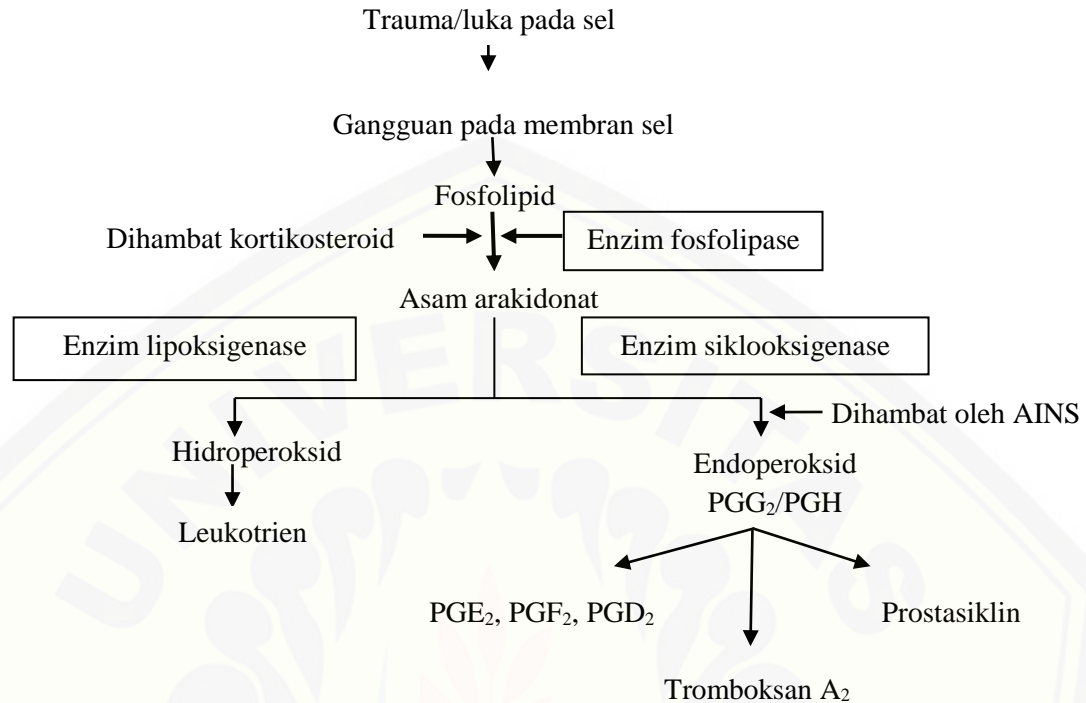 Trauma/luka pada sel
Gangguan pada membran sel
Fosfolipid
Dihambat kortikosteroid
Enzim fosfolipase
Asam arakidonat
Enzim lipoksigenase
Enzim siklooksigenase
Dihambat oleh AINS
Hidroperoksid
Endoperoksid
PGG₂/PGH
Leukotrien
PGE₂, PGF₂, PGD₂
Prostasiklin
Tromboksan A₂
UNIVERSITAS